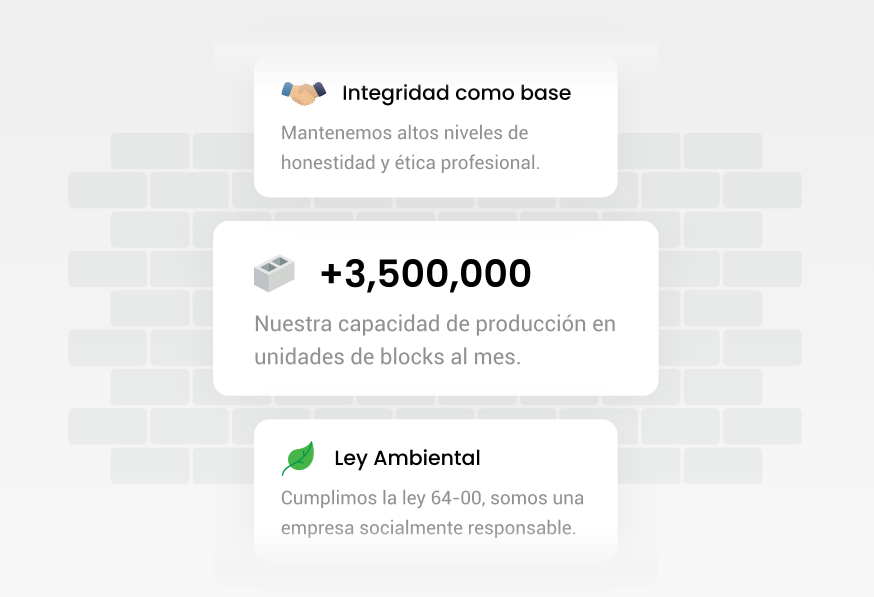 Integridad como base
Mantenemos altos niveles de
honestidad y ética profesional.
+3,500,000
Nuestra capacidad de producción en
unidades de blocks al mes.
Ley Ambiental
Cumplimos la ley 64-00, somos una
empresa socialmente responsable.